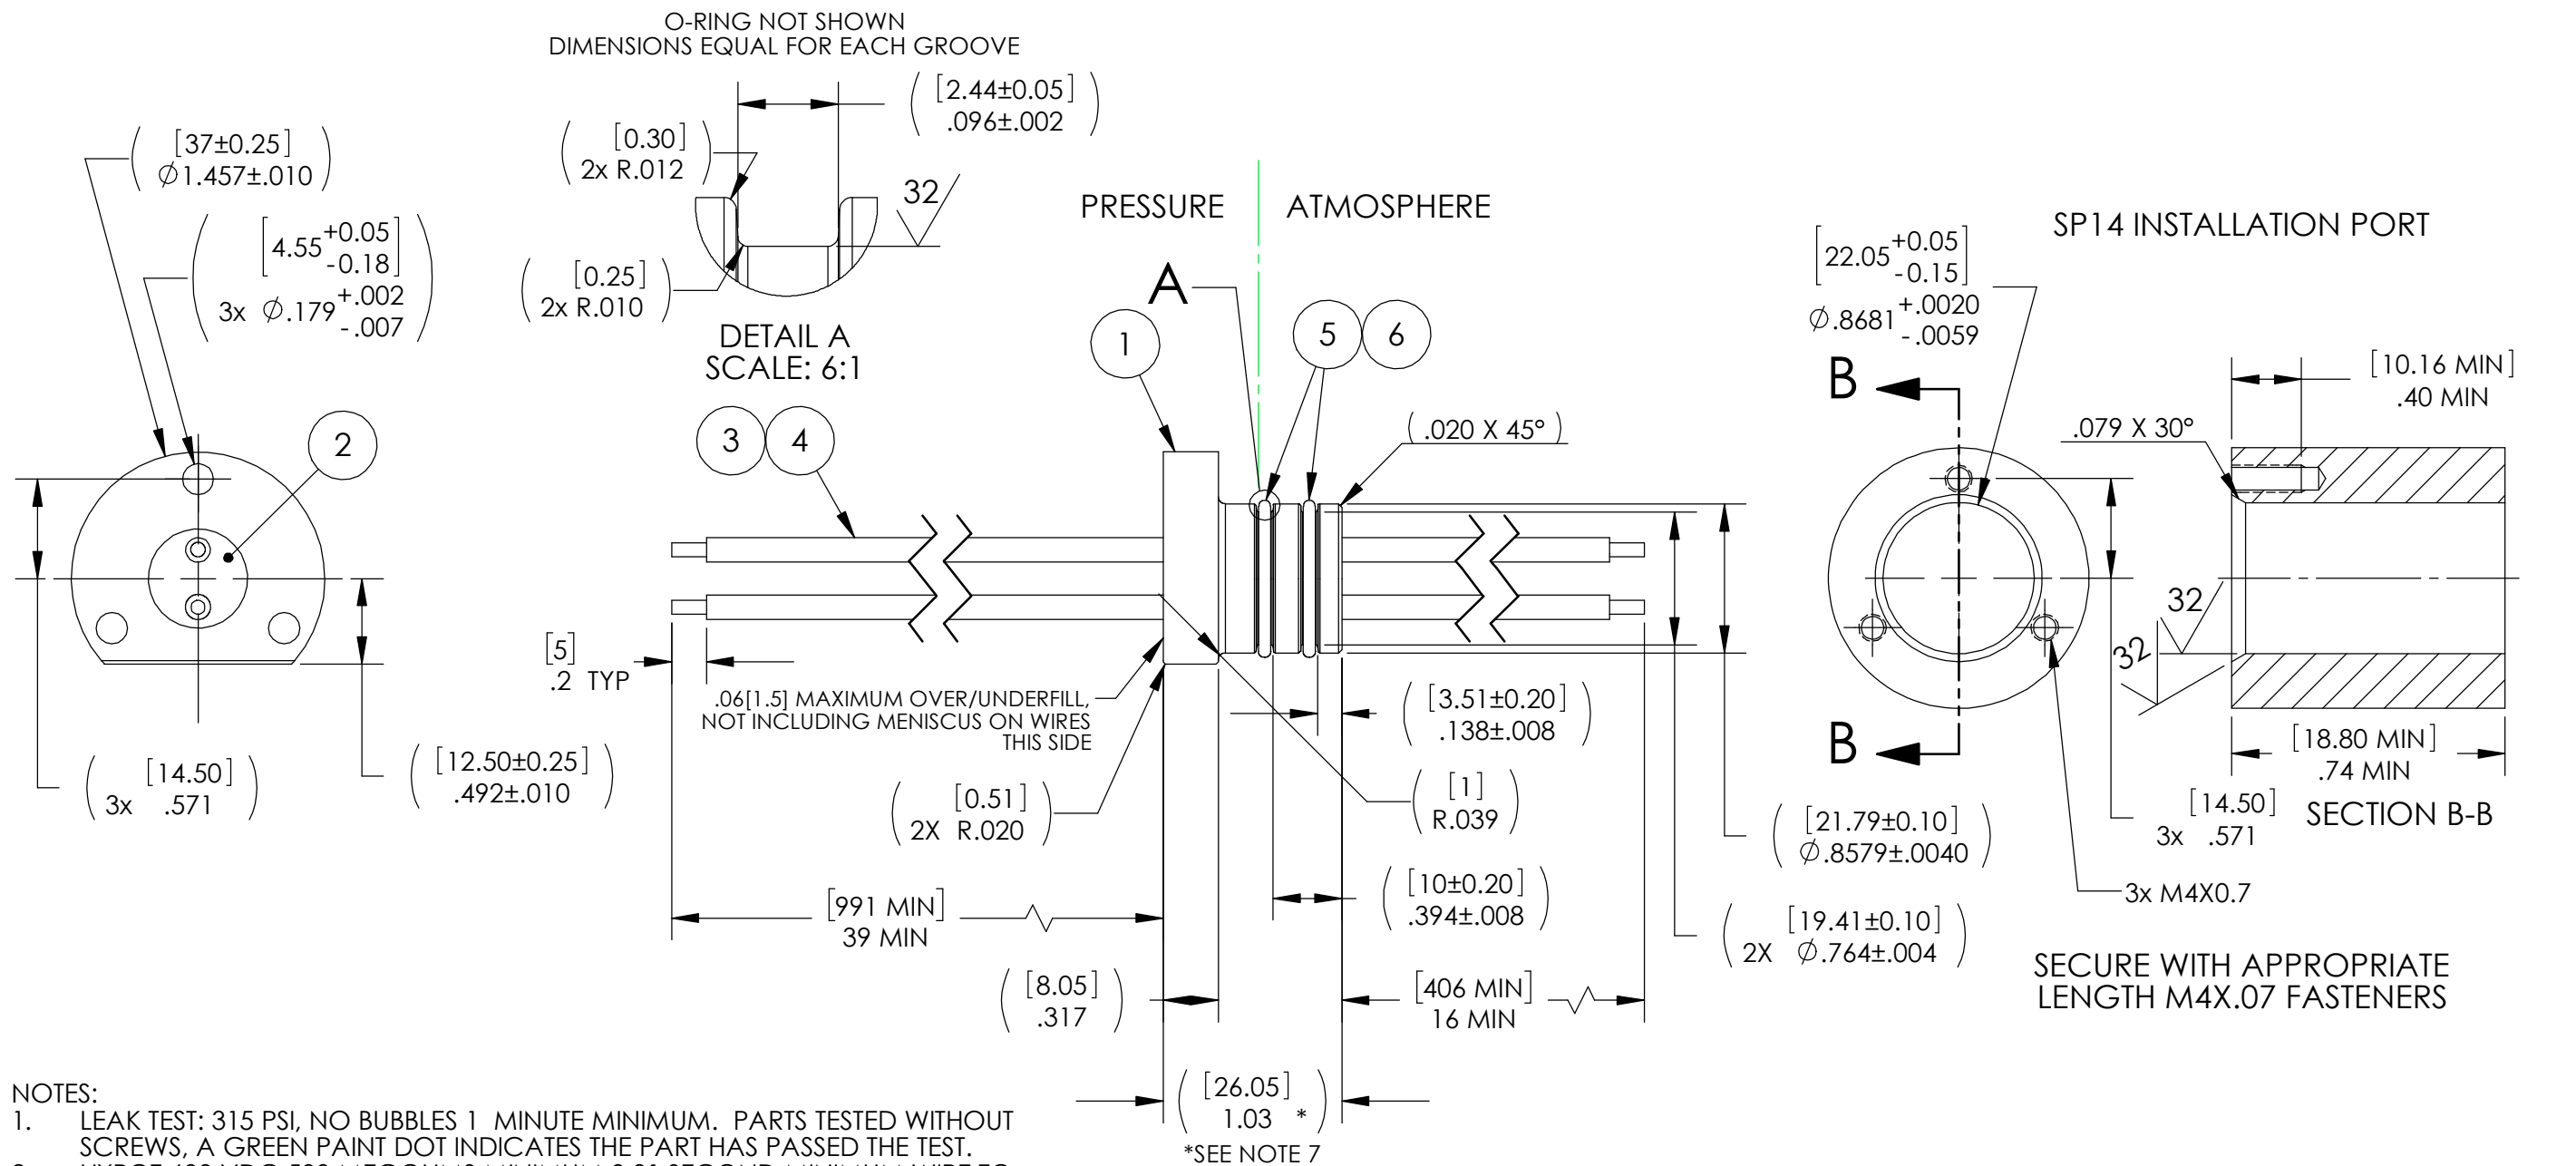 O-RING NOT SHOWN
DIMENSIONS EQUAL FOR EACH GROOVE
[37±0.25]
Ø1.457±.010
[4.55 +0.05 -0.18]
3x Ø.179 +.002 -.007
2
[14.50]
3x .571
[12.50±0.25]
.492±.010
[2.44±0.05]
.096±.002
[0.30]
2x R.012
32
[0.25]
2x R.010
DETAIL A
SCALE: 6:1
PRESSURE
ATMOSPHERE
A
1
5
6
3
4
(.020 X 45°)
[5]
.2 TYP
.06[1.5] MAXIMUM OVER/UNDERFILL,
NOT INCLUDING MENISCUS ON WIRES
THIS SIDE
[0.51]
2X R.020
[3.51±0.20]
.138±.008
[1]
R.039
[991 MIN]
39 MIN
[10±0.20]
.394±.008
[8.05]
.317
[406 MIN]
16 MIN
[26.05]
1.03 *
*SEE NOTE 7
[21.79±0.10]
Ø.8579±.0040
[19.41±0.10]
2X Ø.764±.004
SP14 INSTALLATION PORT
[22.05 +0.05 -0.15]
Ø.8681 +.0020 -.0059
B
B
[10.16 MIN]
.40 MIN
.079 X 30°
32
32
[18.80 MIN]
.74 MIN
[14.50]
3x .571
SECTION B-B
3x M4X0.7
SECURE WITH APPROPRIATE
LENGTH M4X.07 FASTENERS
NOTES:
1. LEAK TEST: 315 PSI, NO BUBBLES 1 MINUTE MINIMUM. PARTS TESTED WITHOUT
SCREWS, A GREEN PAINT DOT INDICATES THE PART HAS PASSED THE TEST.